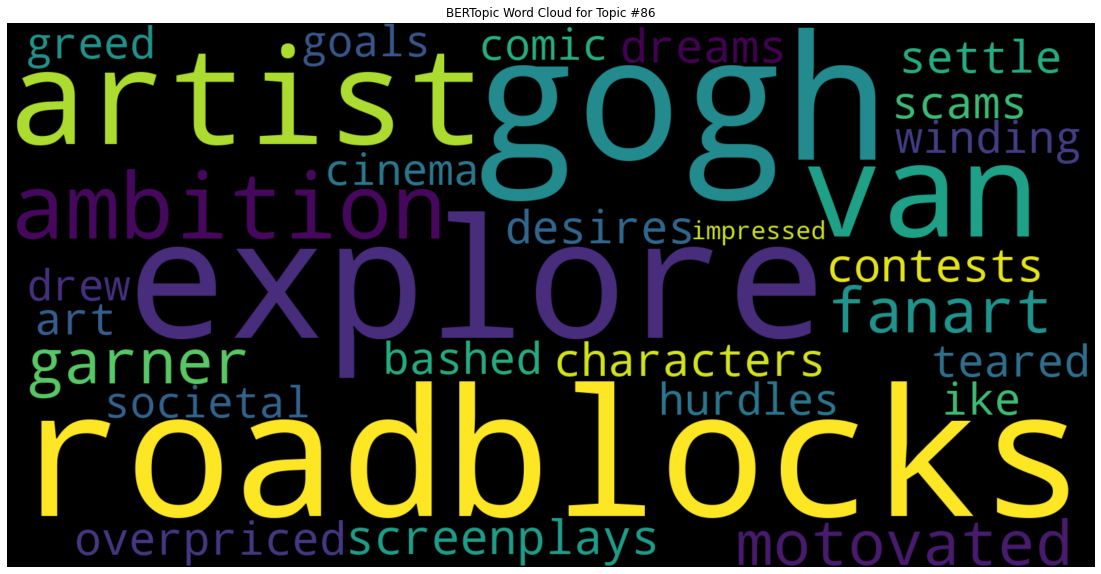 BERTopic Word Cloud for Topic #86
greed goals comic dreams settle
artist gogh scams
winding
cinema van
ambition desires impressed
explore contests
drew fanart
art
garner bashed characters teared
societal hurdles ike
roadblocks
overpriced screenplays motovated